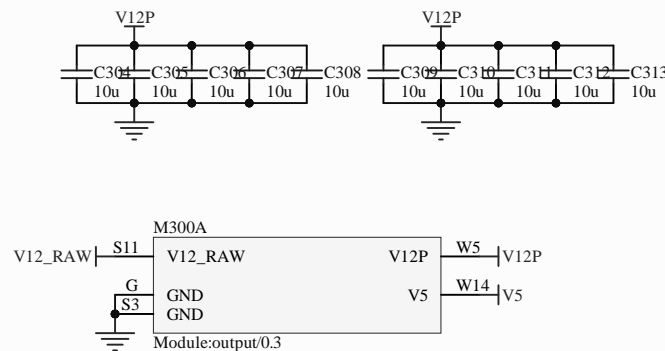 V12P V12P
C304 C305 C306 C307 C308 C309 C310 C311 C312 C313
10u 10u 10u 10u 10u 10u 10u 10u 10u 10u
M300A
V12_RAW S11 V12_RAW V12P W5 V12P
G GND V5 W14 V5
S3 GND
Module:output/0.3